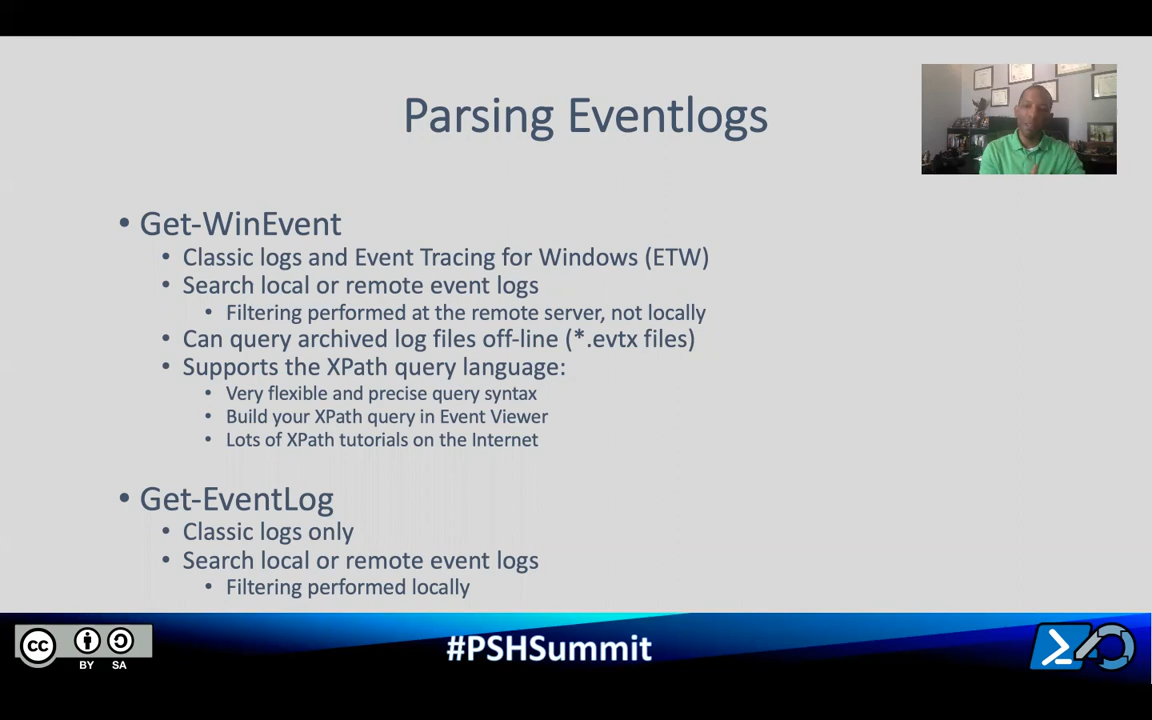 Parsing Eventlogs
• Get-WinEvent
• Classic logs and Event Tracing for Windows (ETW)
• Search local or remote event logs
• Filtering performed at the remote server, not locally
• Can query archived log files off-line (*.evtx files)
• Supports the XPath query language:
• Very flexible and precise query syntax
• Build your XPath query in Event Viewer
• Lots of XPath tutorials on the Internet
• Get-EventLog
• Classic logs only
• Search local or remote event logs
• Filtering performed locally
cc
BY SA
#PSHSummit